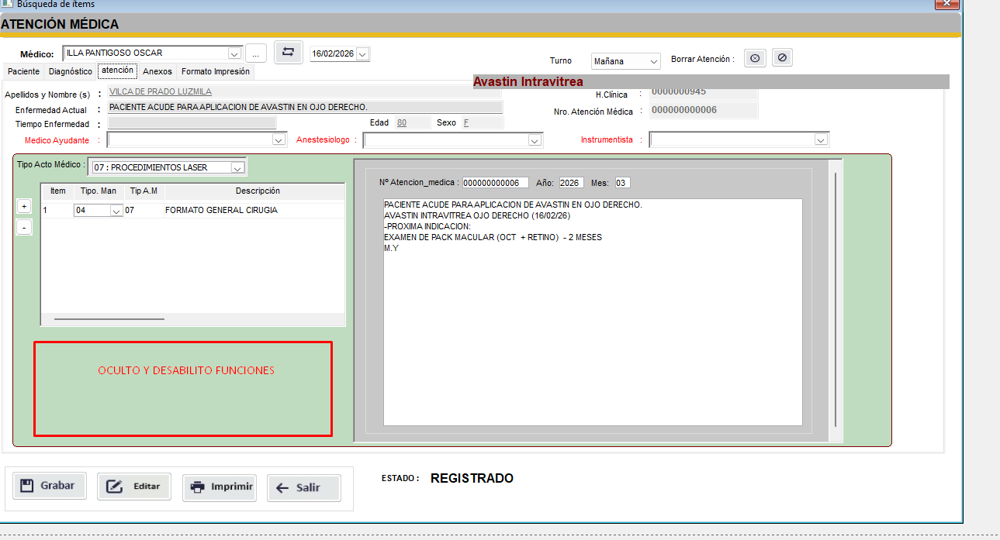 Búsqueda de ítems
ATENCIÓN MÉDICA
Médico: ILLA PANTIGOSO OSCAR ... 16/02/2026
Turno Mañana Borrar Atención :
Paciente Diagnóstico atención Anexos Formato Impresión
Avastin Intravitrea
Apellidos y Nombre (s) : VILCA DE PRADO LUZMILA
H.Clínica : 0000000945
Enfermedad Actual : PACIENTE ACUDE PARA APLICACION DE AVASTIN EN OJO DERECHO.
Nro. Atención Médica : 000000000006
Tiempo Enfermedad :
Edad 80 Sexo F
Medico Ayudante : Anestesiologo : Instrumentista :
Tipo Acto Médico : 07 : PROCEDIMIENTOS LASER
Item Tipo. Man Tip A.M Descripción
+
1 04 07 FORMATO GENERAL CIRUGIA
-
OCULTO Y DESABILITO FUNCIONES
Nº Atencion_medica : 000000000006 Año: 2026 Mes: 03
PACIENTE ACUDE PARA APLICACION DE AVASTIN EN OJO DERECHO.
AVASTIN INTRAVITREA OJO DERECHO (16/02/26)
-PROXIMA INDICACION:
EXAMEN DE PACK MACULAR (OCT + RETINO) - 2 MESES
M.Y
Grabar Editar Imprimir Salir
ESTADO : REGISTRADO